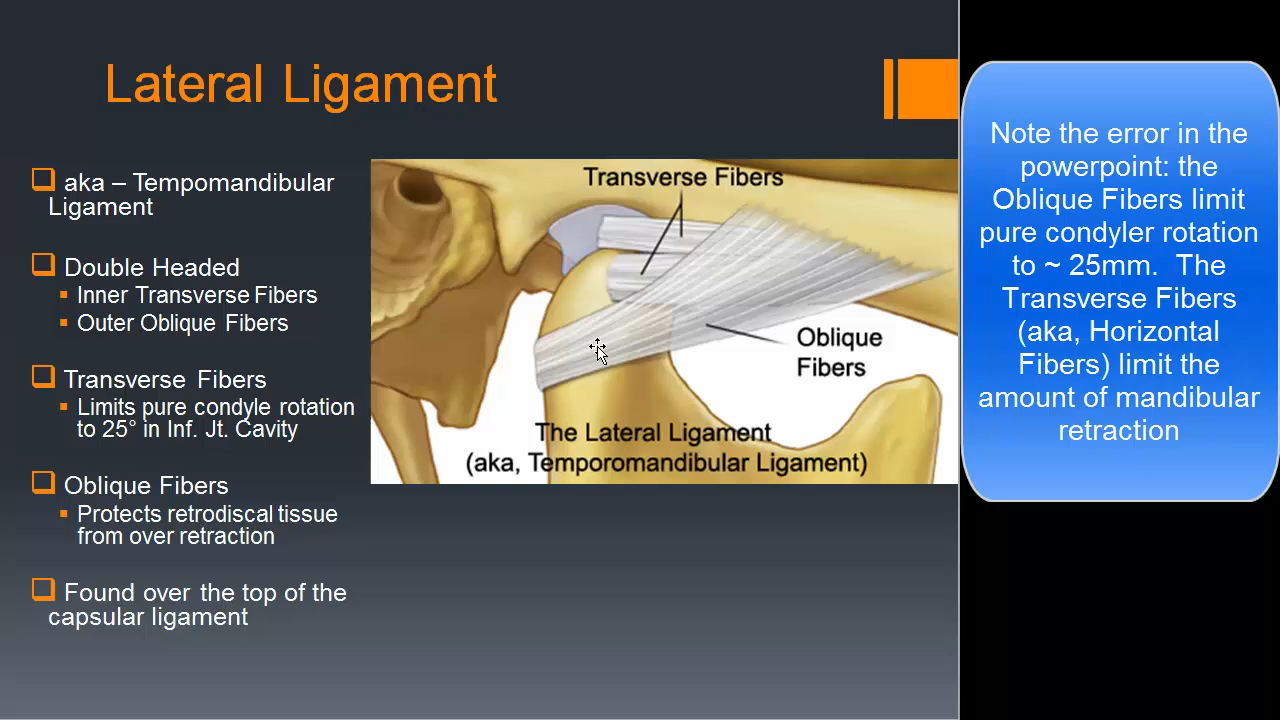 Lateral Ligament
aka – Tempomandibular
Ligament
Double Headed
Inner Transverse Fibers
Outer Oblique Fibers
Transverse Fibers
Limits pure condyle rotation
to 25° in Inf. Jt. Cavity
Oblique Fibers
Protects retrodiscal tissue
from over retraction
Found over the top of the
capsular ligament
Transverse Fibers
Oblique
Fibers
The Lateral Ligament
(aka, Temporomandibular Ligament)
Note the error in the
powerpoint: the
Oblique Fibers limit
pure condyler rotation
to ~ 25mm. The
Transverse Fibers
(aka, Horizontal
Fibers) limit the
amount of mandibular
retraction